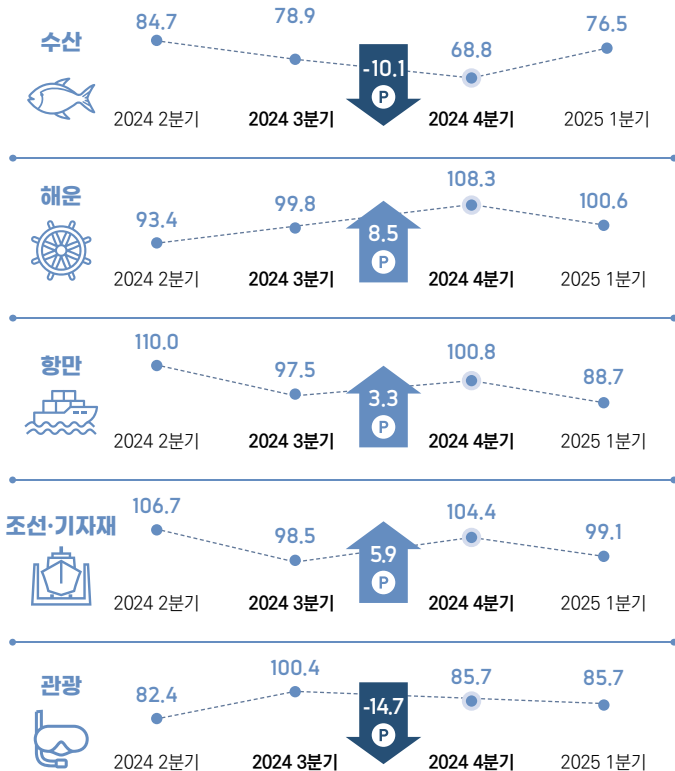 수산
84.7
78.9
-10.1
P
68.8
76.5
2024 2분기
2024 3분기
2024 4분기
2025 1분기
해운
93.4
99.8
8.5
P
108.3
100.6
2024 2분기
2024 3분기
2024 4분기
2025 1분기
항만
110.0
97.5
3.3
P
100.8
88.7
2024 2분기
2024 3분기
2024 4분기
2025 1분기
조선·기자재
106.7
98.5
5.9
P
104.4
99.1
2024 2분기
2024 3분기
2024 4분기
2025 1분기
관광
82.4
100.4
-14.7
P
85.7
85.7
2024 2분기
2024 3분기
2024 4분기
2025 1분기